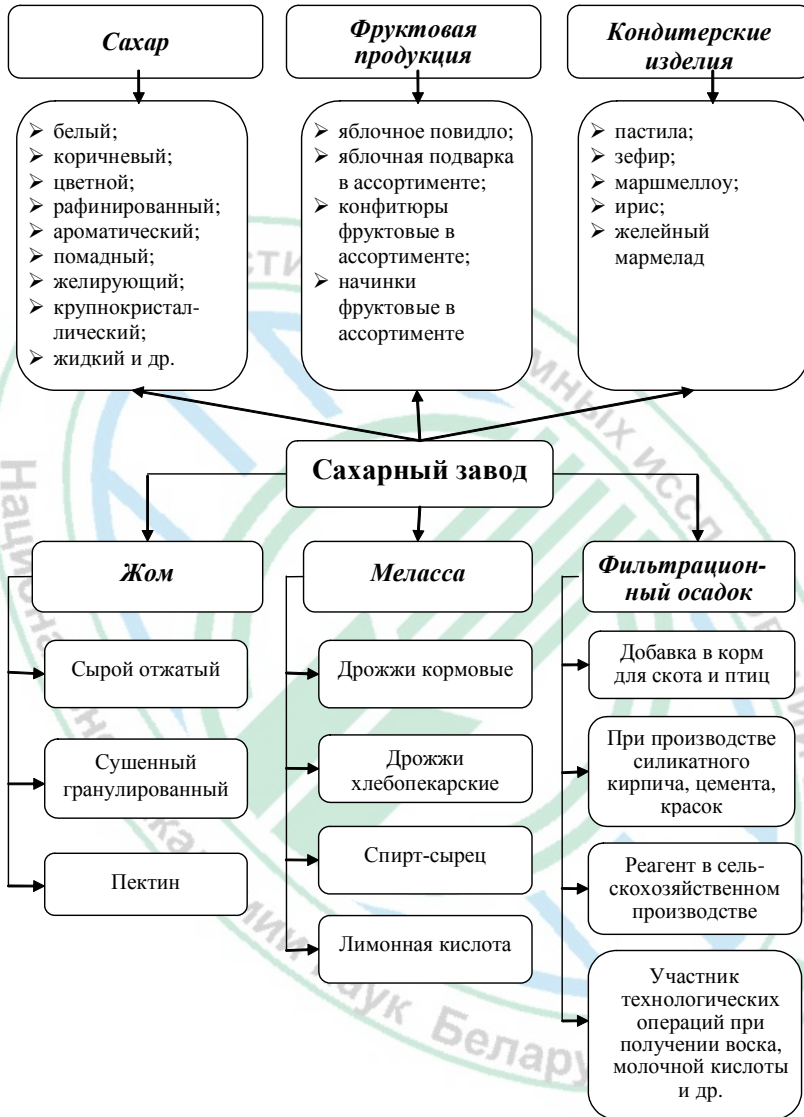 Сахар
Фруктовая
продукция
Кондитерские
изделия
белый;
коричневый;
цветной;
рафинированный;
ароматический;
помадный;
желирующий;
крупнокристал-
лический;
жидкий и др.
яблочное повидло;
яблочная подварка
в ассортименте;
конфитюры
фруктовые в
ассортименте;
начинки
фруктовые в
ассортименте
пастила;
зефир;
маршмеллоу;
ирис;
желейный
мармелад
Сахарный завод
Жом
Сырой отжатый
Сушенный
гранулированный
Пектин
Меласса
Дрожжи кормовые
Дрожжи
хлебопекарские
Спирт-сырец
Лимонная кислота
Фильтрацион-
ный осадок
Добавка в корм
для скота и птиц
При производстве
силикатного
кирпича, цемента,
красок
Реагент в сель-
скохозяйственном
производстве
Участник
технологических
операций при
получении воска,
молочной кислоты
и др.